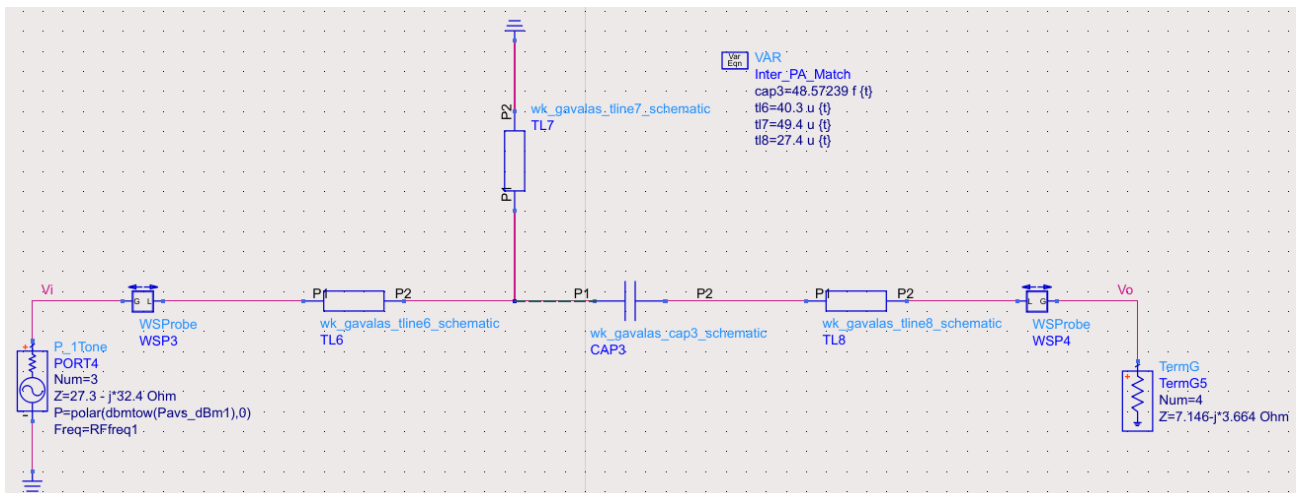 Var
Eqn
VAR
Inter_PA_Match
cap3=48.57239 f {t}
tl6=40.3 u {t}
tl7=49.4 u {t}
tl8=27.4 u {t}
P2
wk_gavalas_tline7_schematic
TL7
P1
Vi
G L
WSProbe
WSP3
P1
P2
wk_gavalas_tline6_schematic
TL6
P1
P2
wk_gavalas_cap3_schematic
CAP3
P1
P2
wk_gavalas_tline8_schematic
TL8
L G
WSProbe
WSP4
Vo
+
P_1Tone
PORT4
Num=3
Z=27.3 - j*32.4 Ohm
P=polar(dbmtow(Pavs_dBm1),0)
Freq=RFfreq1
-
+
TermG
TermG5
Num=4
Z=7.146-j*3.664 Ohm